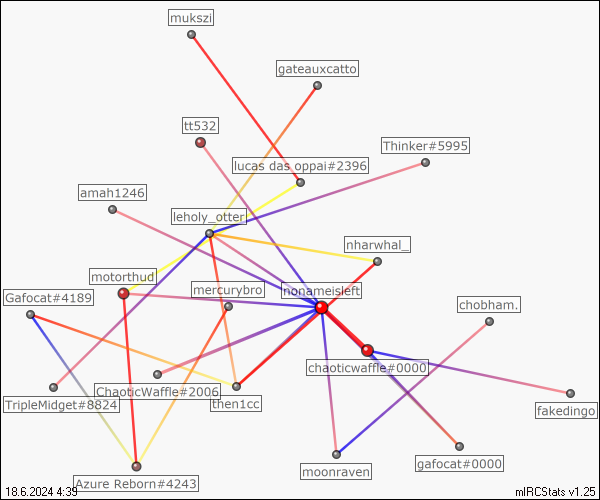 mukszi
gateauxcatto
tt532
Thinker#5995
lucas das oppai#2396
amah1246
leholy_otter
nharwhal_
motorthud
mercurybro
nonameisleft
Gafocat#4189
chobham.
chaoticwaffle#0000
ChaoticWaffle#2006
TripleMidget#8824
then1cc
fakedingo
gafocat#0000
moonraven
Azure Reborn#4243
18.6.2024 4:39
mIRCStats v1.25